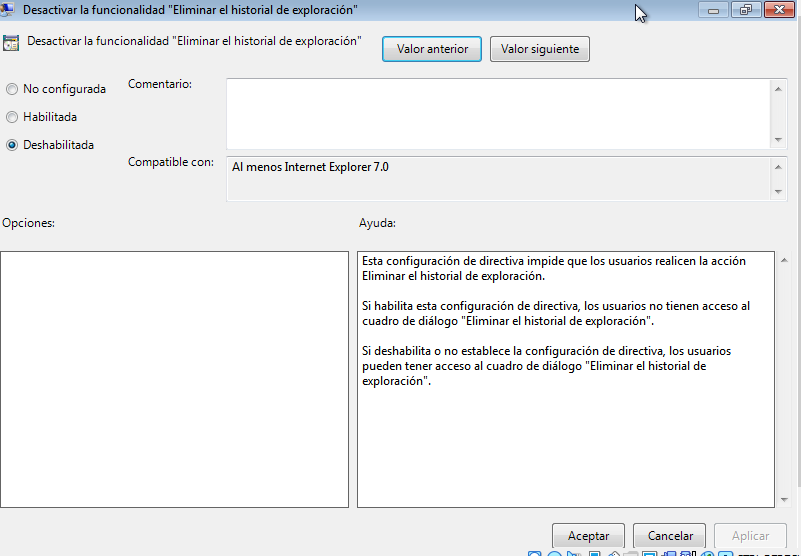 Desactivar la funcionalidad "Eliminar el historial de exploración"
Desactivar la funcionalidad "Eliminar el historial de exploración"
Valor anterior
Valor siguiente
No configurada
Habilitada
Deshabilitada
Comentario:
Compatible con:
Al menos Internet Explorer 7.0
Opciones:
Ayuda:
Esta configuración de directiva impide que los usuarios realicen la acción
Eliminar el historial de exploración.
Si habilita esta configuración de directiva, los usuarios no tienen acceso al
cuadro de diálogo "Eliminar el historial de exploración".
Si deshabilita o no establece la configuración de directiva, los usuarios
pueden tener acceso al cuadro de diálogo "Eliminar el historial de
exploración".
Aceptar
Cancelar
Aplicar